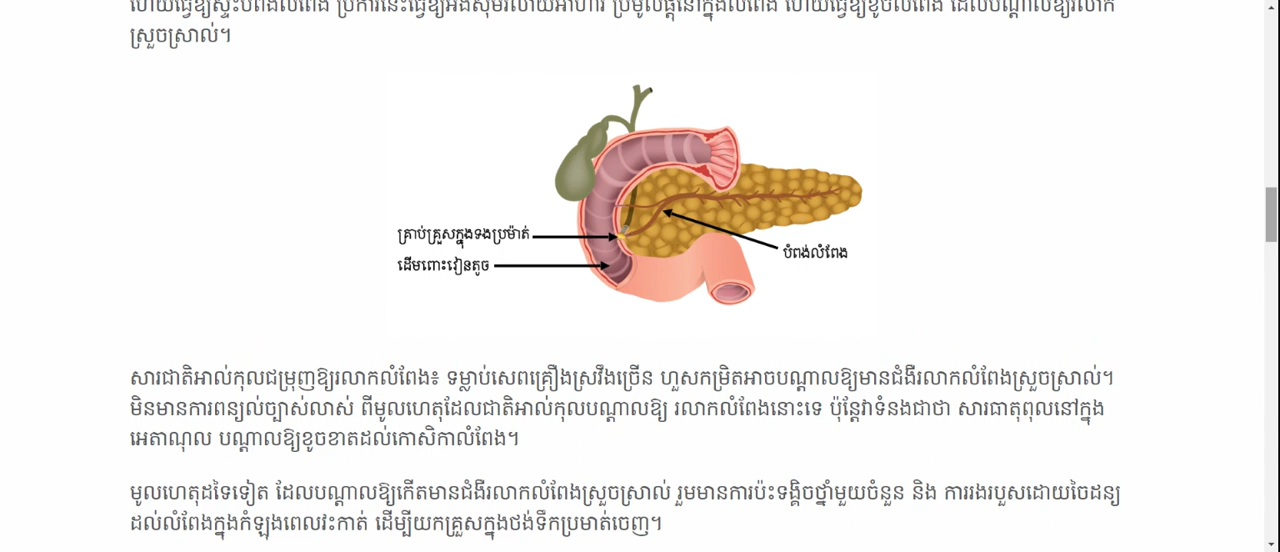 ហើយធ្វើឱ្យស្ទះបំពង់លំពែង ប្រការនេះធ្វើឱ្យអង់ស៊ីមរំលាយអាហារ ប្រមូលផ្តុំនៅក្នុងលំពែង ហើយធ្វើឱ្យខូចលំពែង ដែលបណ្តាលឱ្យរលាក
ស្រួចស្រាល់។
គ្រាប់គ្រួសក្នុងទងប្រម៉ាត់
ដើមពោះវៀនតូច
បំពង់លំពែង
សារជាតិអាល់កុលជម្រុញឱ្យរលាកលំពែង៖ ទម្លាប់សេពគ្រឿងស្រវឹងច្រើន ហួសកម្រិតអាចបណ្តាលឱ្យមានជំងឺរលាកលំពែងស្រួចស្រាល់។
មិនមានការពន្យល់ច្បាស់លាស់ ពីមូលហេតុដែលជាតិអាល់កុលបណ្តាលឱ្យ រលាកលំពែងនោះទេ ប៉ុន្តែវាទំនងជាថា សារធាតុពុលនៅក្នុង
អេតាណុល បណ្តាលឱ្យខូចខាតដល់កោសិកាលំពែង។
មូលហេតុដទៃទៀត ដែលបណ្តាលឱ្យកើតមានជំងឺរលាកលំពែងស្រួចស្រាល់ រួមមានការប៉ះទង្គិចថ្នាំមួយចំនួន និង ការរងរបួសដោយចៃដន្យ
ដល់លំពែងក្នុងកំឡុងពេលវះកាត់ ដើម្បីយកគ្រួសក្នុងថង់ទឹកប្រមាត់ចេញ។